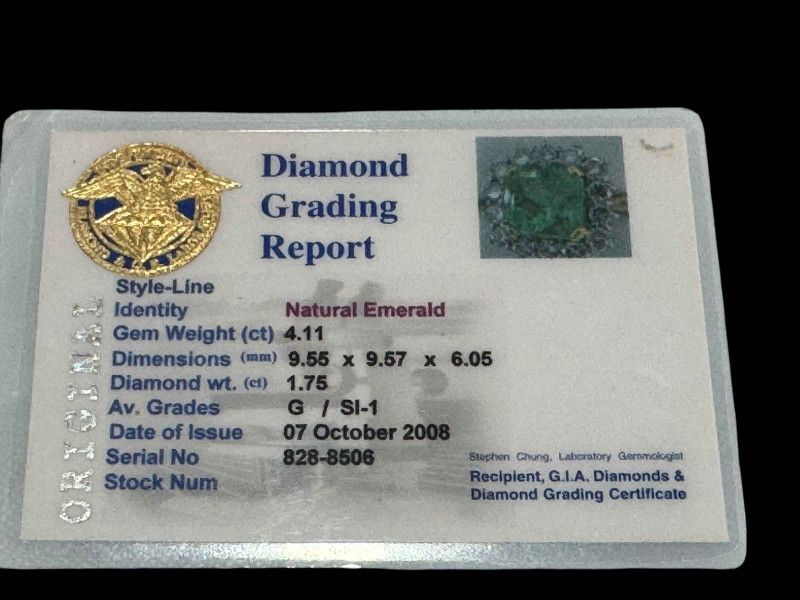 Diamond
Grading
Report
ORIGINAL
Style-Line
Identity Natural Emerald
Gem Weight (ct) 4.11
Dimensions (mm) 9.55 x 9.57 x 6.05
Diamond wt. (ct) 1.75
Av. Grades G / SI-1
Date of Issue 07 October 2008
Serial No 828-8506
Stock Num
Stephen Chung, Laboratory Gemmologist
Recipient, G.I.A. Diamonds &
Diamond Grading Certificate